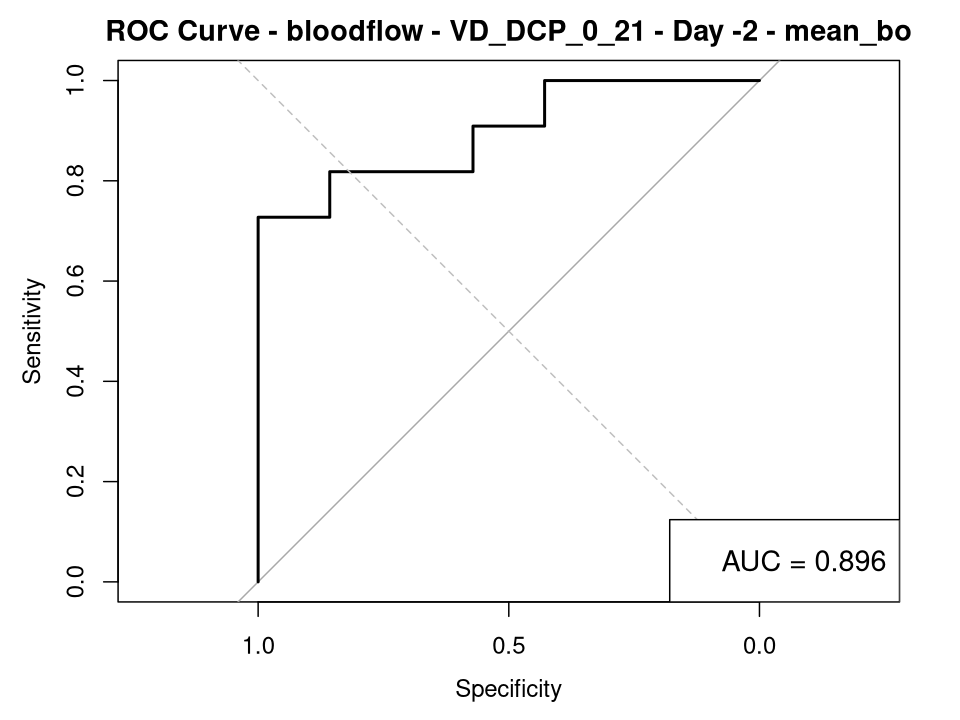 ROC Curve - bloodflow - VD_DCP_0_21 - Day -2 - mean_bo
1.0
0.8
0.6
0.4
0.2
0.0
Sensitivity
AUC = 0.896
1.0 0.5 0.0
Specificity